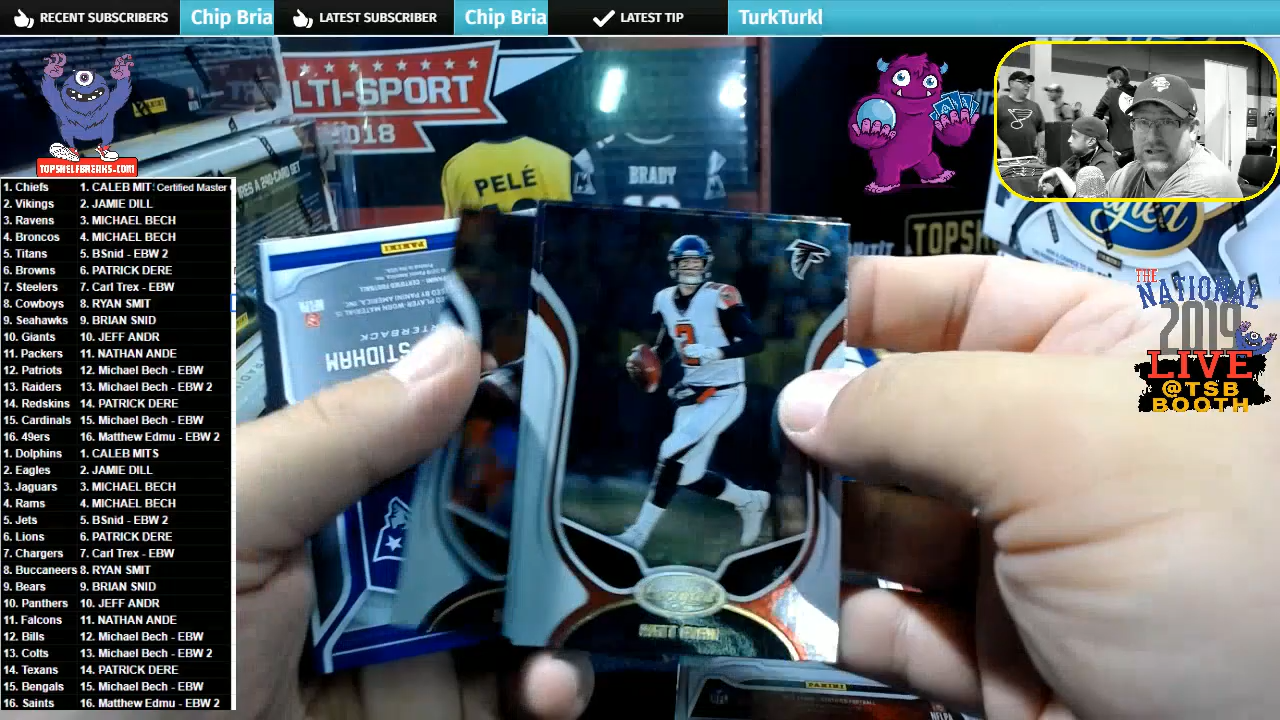 RECENT SUBSCRIBERS
Chip Bria
LATEST SUBSCRIBER
Chip Bria
LATEST TIP
TurkTurkl
LTI-SPORT
2018
PELÉ
BRADY
TOPSHELFBREAKS.COM
TOPSH
THE
NATIONAL
2019
LIVE
@TSB
BOOTH
1. Chiefs 1. CALEB MIT: Certified Master
2. Vikings 2. JAMIE DILL
3. Ravens 3. MICHAEL BECH
4. Broncos 4. MICHAEL BECH
5. Titans 5. BSnid - EBW 2
6. Browns 6. PATRICK DERE
7. Steelers 7. Carl Trex - EBW
8. Cowboys 8. RYAN SMIT
9. Seahawks 9. BRIAN SNID
10. Giants 10. JEFF ANDR
11. Packers 11. NATHAN ANDE
12. Patriots 12. Michael Bech - EBW
13. Raiders 13. Michael Bech - EBW 2
14. Redskins 14. PATRICK DERE
15. Cardinals 15. Michael Bech - EBW
16. 49ers 16. Matthew Edmu - EBW 2
1. Dolphins 1. CALEB MITS
2. Eagles 2. JAMIE DILL
3. Jaguars 3. MICHAEL BECH
4. Rams 4. MICHAEL BECH
5. Jets 5. BSnid - EBW 2
6. Lions 6. PATRICK DERE
7. Chargers 7. Carl Trex - EBW
8. Buccaneers 8. RYAN SMIT
9. Bears 9. BRIAN SNID
10. Panthers 10. JEFF ANDR
11. Falcons 11. NATHAN ANDE
12. Bills 12. Michael Bech - EBW
13. Colts 13. Michael Bech - EBW 2
14. Texans 14. PATRICK DERE
15. Bengals 15. Michael Bech - EBW
16. Saints 16. Matthew Edmu - EBW 2
PANINI
STIDHAM
2
MATT RYAN
PANINI
NFLPA